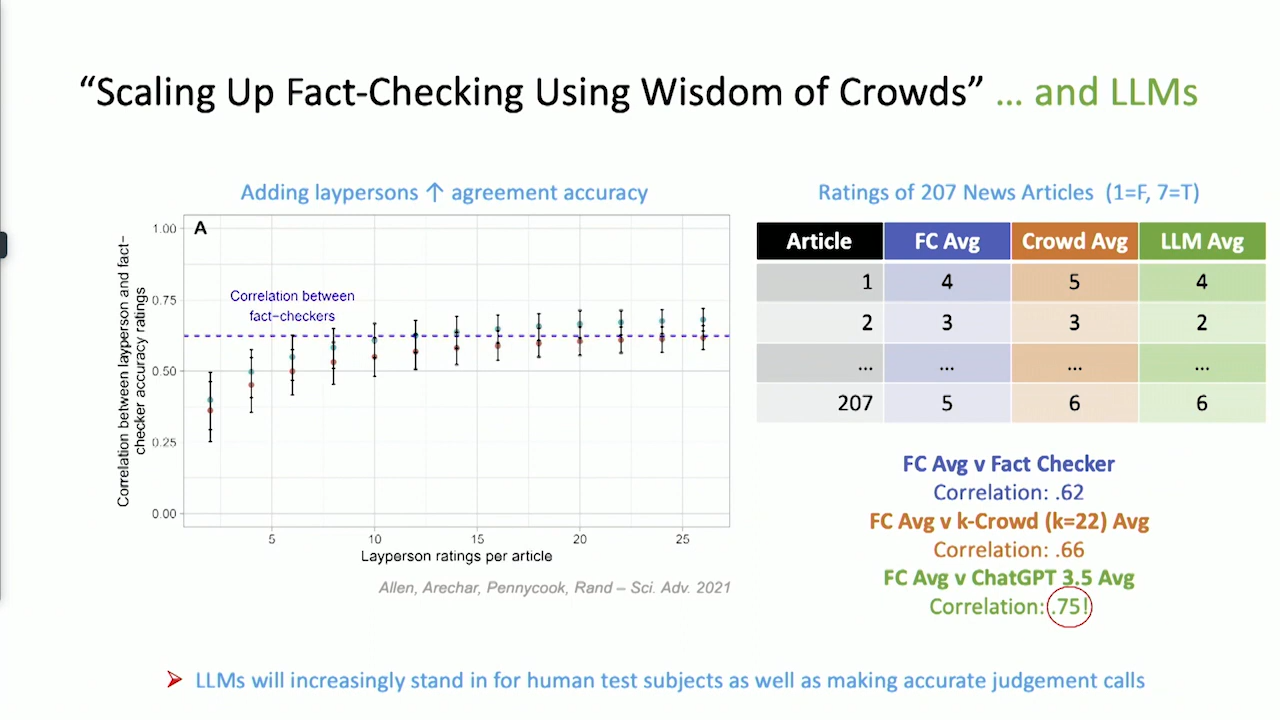 “Scaling Up Fact-Checking Using Wisdom of Crowds” ... and LLMs
Adding laypersons ↑ agreement accuracy
A
Correlation between
fact-checkers
Correlation between layperson and fact-
checker accuracy ratings
1.00
0.75
0.50
0.25
0.00
5 10 15 20 25
Layperson ratings per article
Allen, Arechar, Pennycook, Rand – Sci. Adv. 2021
Ratings of 207 News Articles (1=F, 7=T)
Article FC Avg Crowd Avg LLM Avg
1 4 5 4
2 3 3 2
... ... ... ...
207 5 6 6
FC Avg v Fact Checker
Correlation: .62
FC Avg v k-Crowd (k=22) Avg
Correlation: .66
FC Avg v ChatGPT 3.5 Avg
Correlation: .75!
LLMs will increasingly stand in for human test subjects as well as making accurate judgement calls